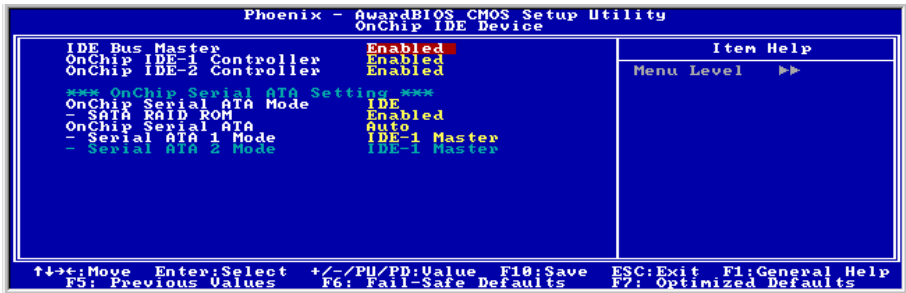 Phoenix - AwardBIOS CMOS Setup Utility
OnChip IDE Device
IDE Bus Master Enabled
OnChip IDE-1 Controller Enabled
OnChip IDE-2 Controller Enabled
*** OnChip Serial ATA Setting ***
OnChip Serial ATA Mode IDE
- SATA RAID ROM Enabled
OnChip Serial ATA Auto
- Serial ATA 1 Mode IDE-1 Master
- Serial ATA 2 Mode IDE-1 Master
Item Help
Menu Level ▶▶
↑↓→←:Move Enter:Select +/-/PU/PD:Value F10:Save ESC:Exit F1:General Help
F5: Previous Values F6: Fail-Safe Defaults F7: Optimized Defaults